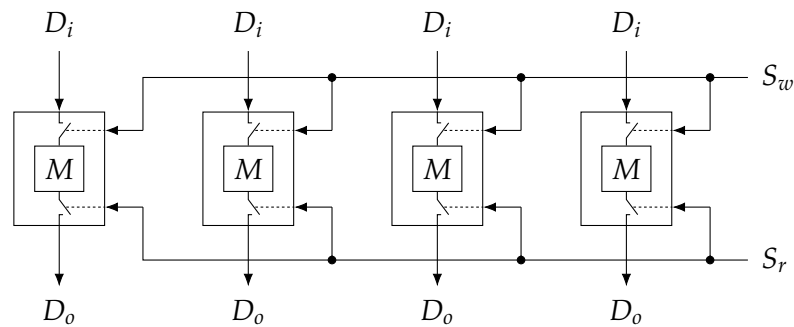 D_i D_i D_i D_i
S_w
M M M M
S_r
D_o D_o D_o D_o